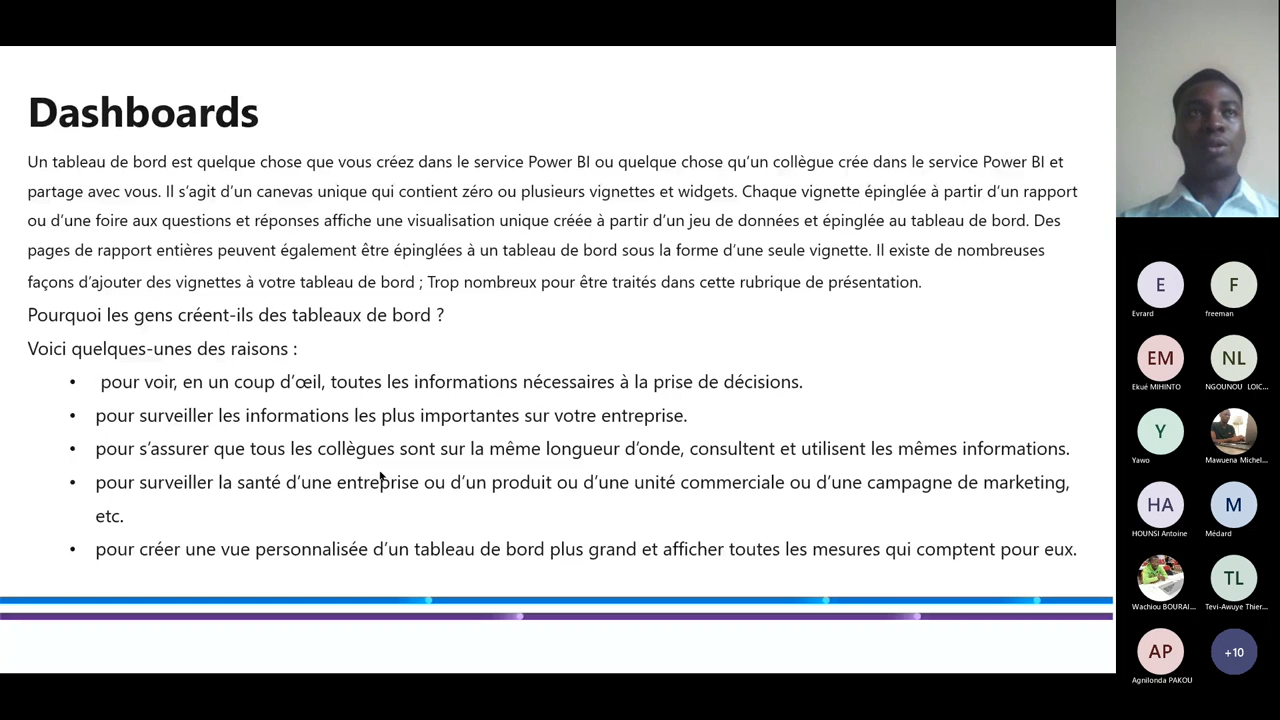 Dashboards
Un tableau de bord est quelque chose que vous créez dans le service Power BI ou quelque chose qu’un collègue crée dans le service Power BI et
partage avec vous. Il s’agit d’un canevas unique qui contient zéro ou plusieurs vignettes et widgets. Chaque vignette épinglée à partir d’un rapport
ou d’une foire aux questions et réponses affiche une visualisation unique créée à partir d’un jeu de données et épinglée au tableau de bord. Des
pages de rapport entières peuvent également être épinglées à un tableau de bord sous la forme d’une seule vignette. Il existe de nombreuses
façons d’ajouter des vignettes à votre tableau de bord ; Trop nombreux pour être traités dans cette rubrique de présentation.
Pourquoi les gens créent-ils des tableaux de bord ?
Voici quelques-unes des raisons :
• pour voir, en un coup d’œil, toutes les informations nécessaires à la prise de décisions.
• pour surveiller les informations les plus importantes sur votre entreprise.
• pour s’assurer que tous les collègues sont sur la même longueur d’onde, consultent et utilisent les mêmes informations.
• pour surveiller la santé d’une entreprise ou d’un produit ou d’une unité commerciale ou d’une campagne de marketing,
etc.
• pour créer une vue personnalisée d’un tableau de bord plus grand et afficher toutes les mesures qui comptent pour eux.
E F
Evrard freeman
EM NL
Ekué MIHINTO NGOUNOU LOIC...
Y
Yawo Mawuena Michel...
HA M
HOUNSI Antoine Médard
TL
Wachiou BOURAI... Tevi-Awuye Thier...
AP +10
Agnilonda PAKOU